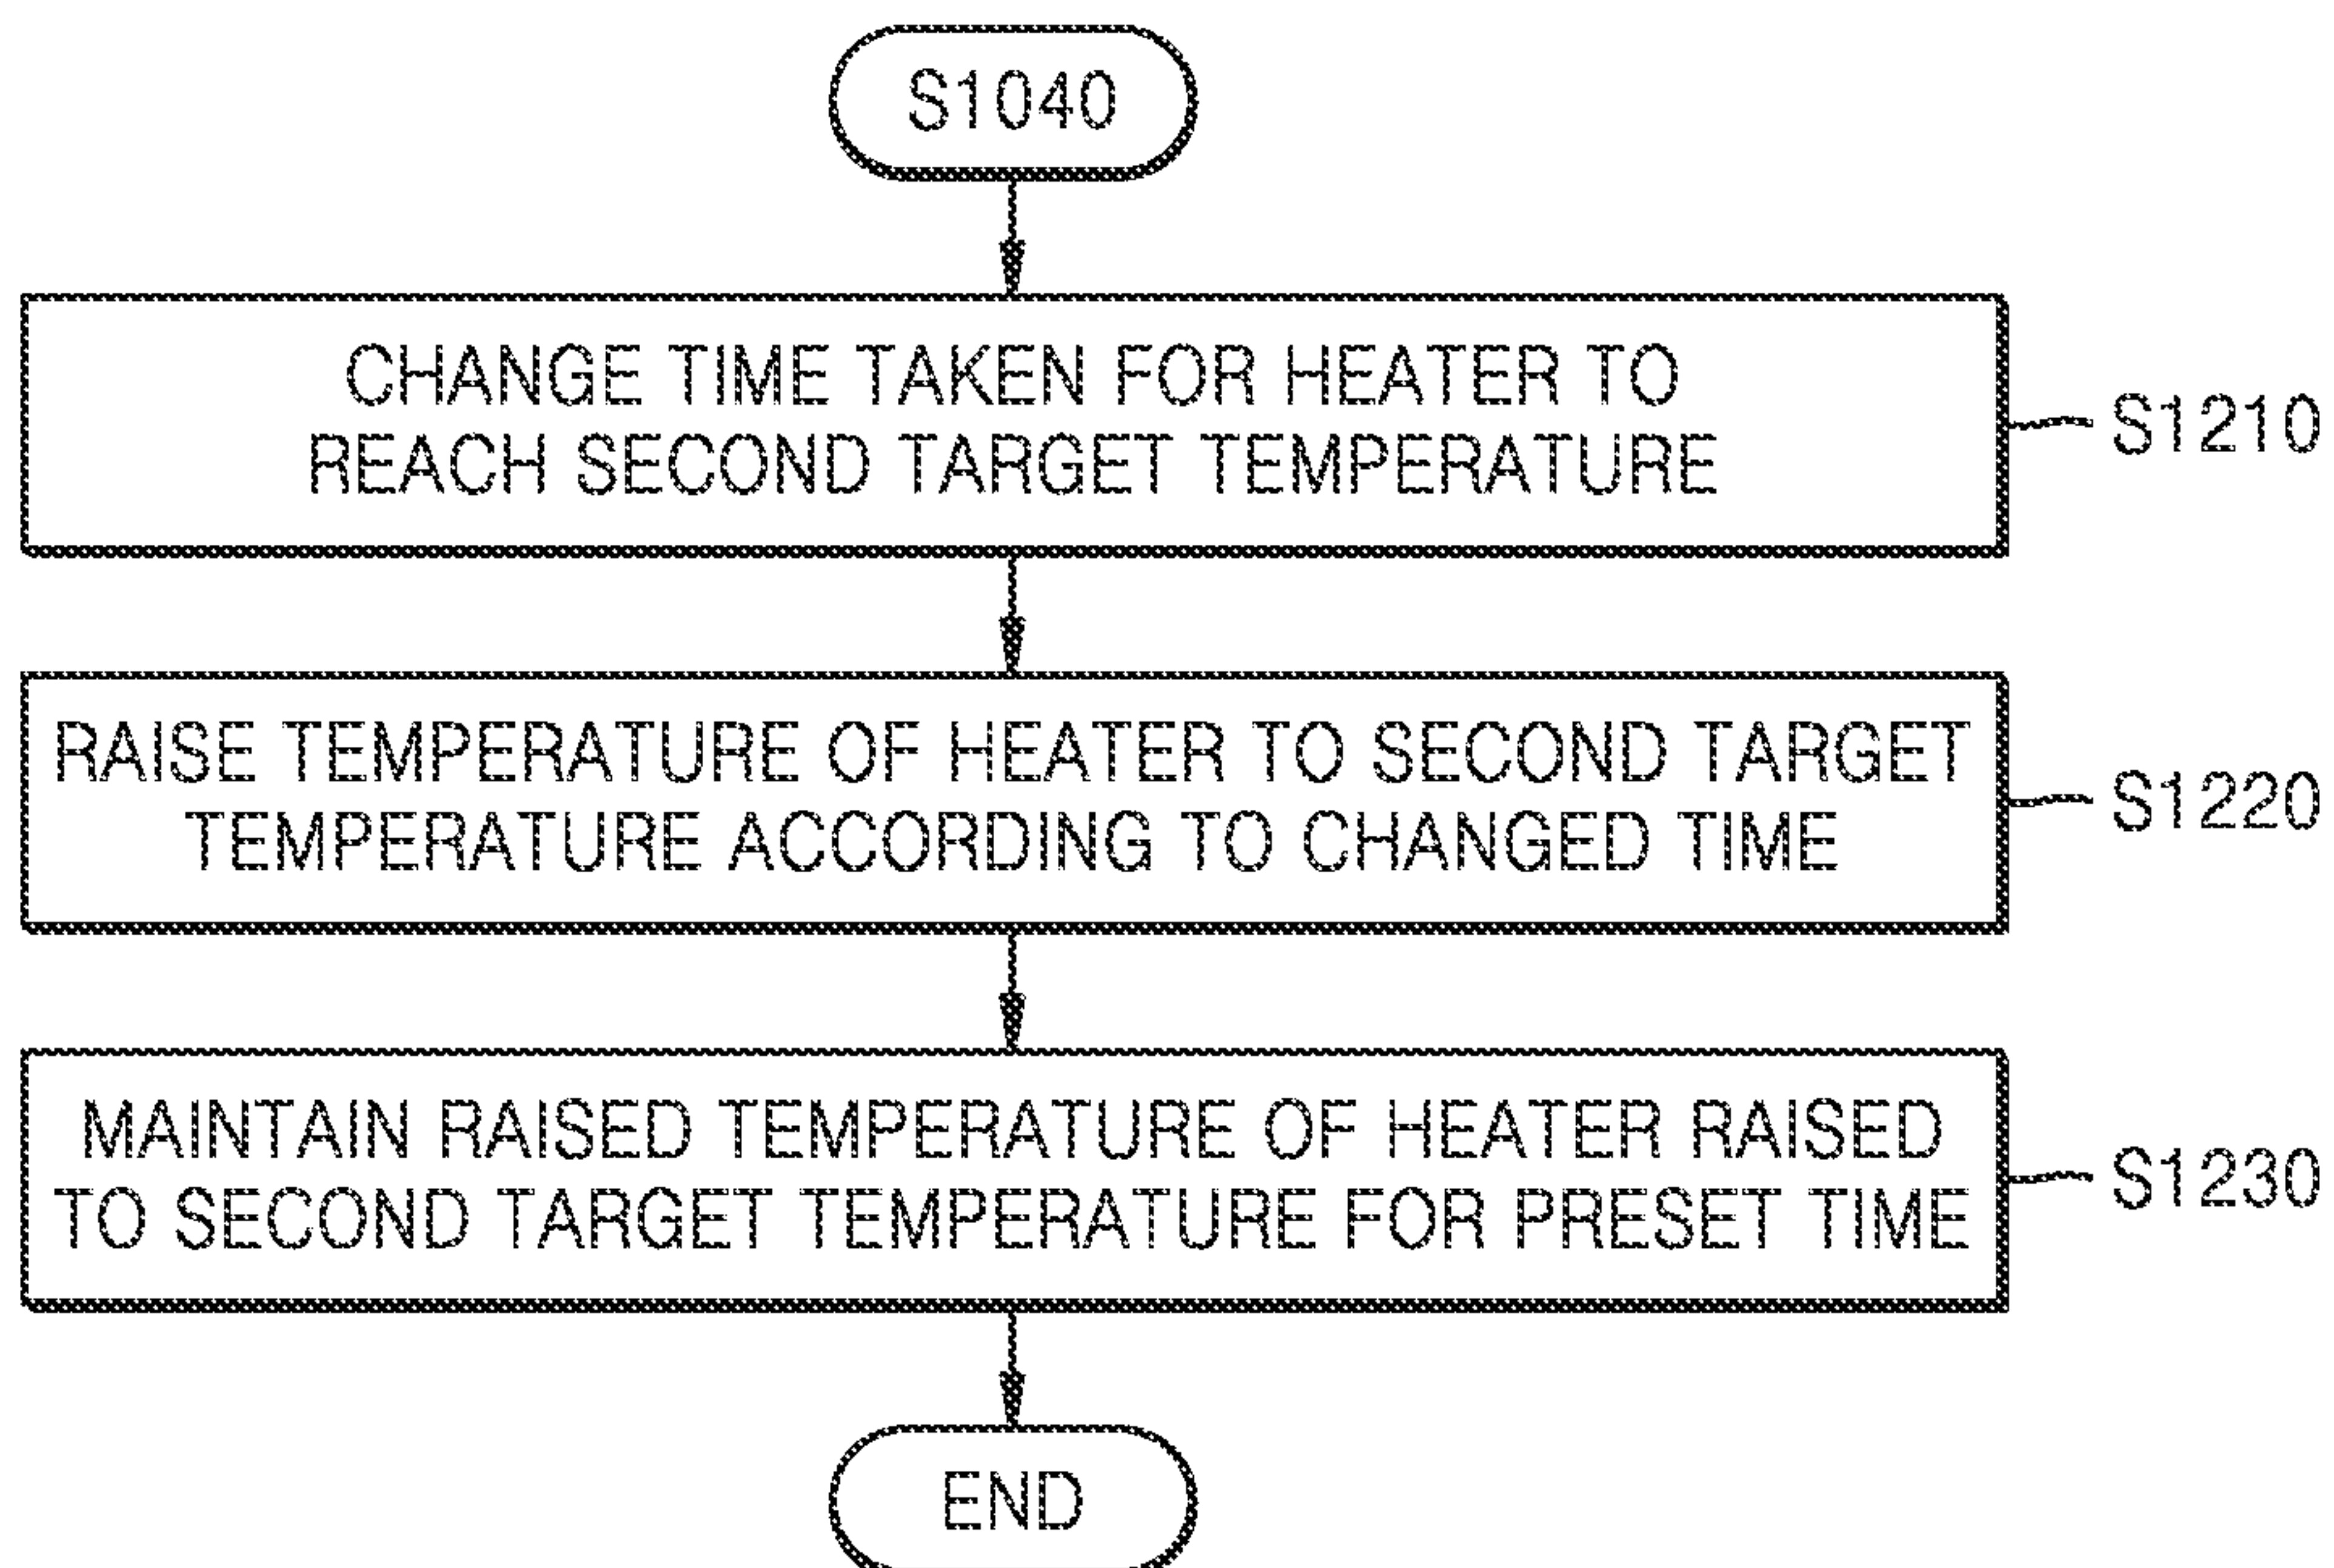 S1040
CHANGE TIME TAKEN FOR HEATER TO
REACH SECOND TARGET TEMPERATURE
S1210
RAISE TEMPERATURE OF HEATER TO SECOND TARGET
TEMPERATURE ACCORDING TO CHANGED TIME
S1220
MAINTAIN RAISED TEMPERATURE OF HEATER RAISED
TO SECOND TARGET TEMPERATURE FOR PRESET TIME
S1230
END